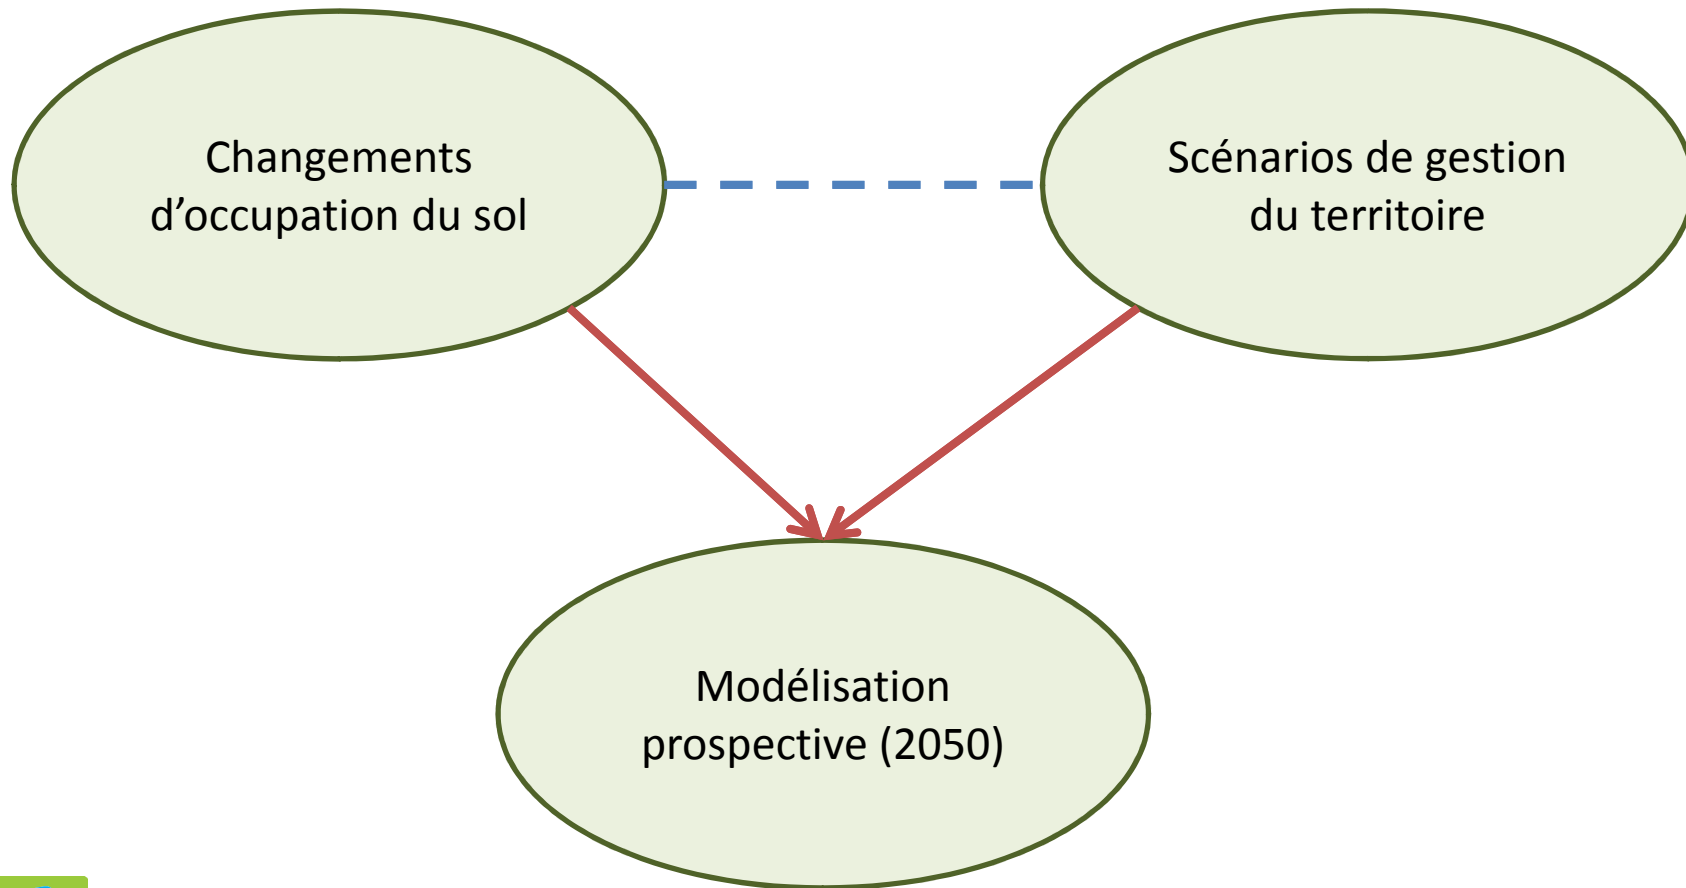 Changements
d’occupation du sol
Scénarios de gestion
du territoire
Modélisation
prospective (2050)